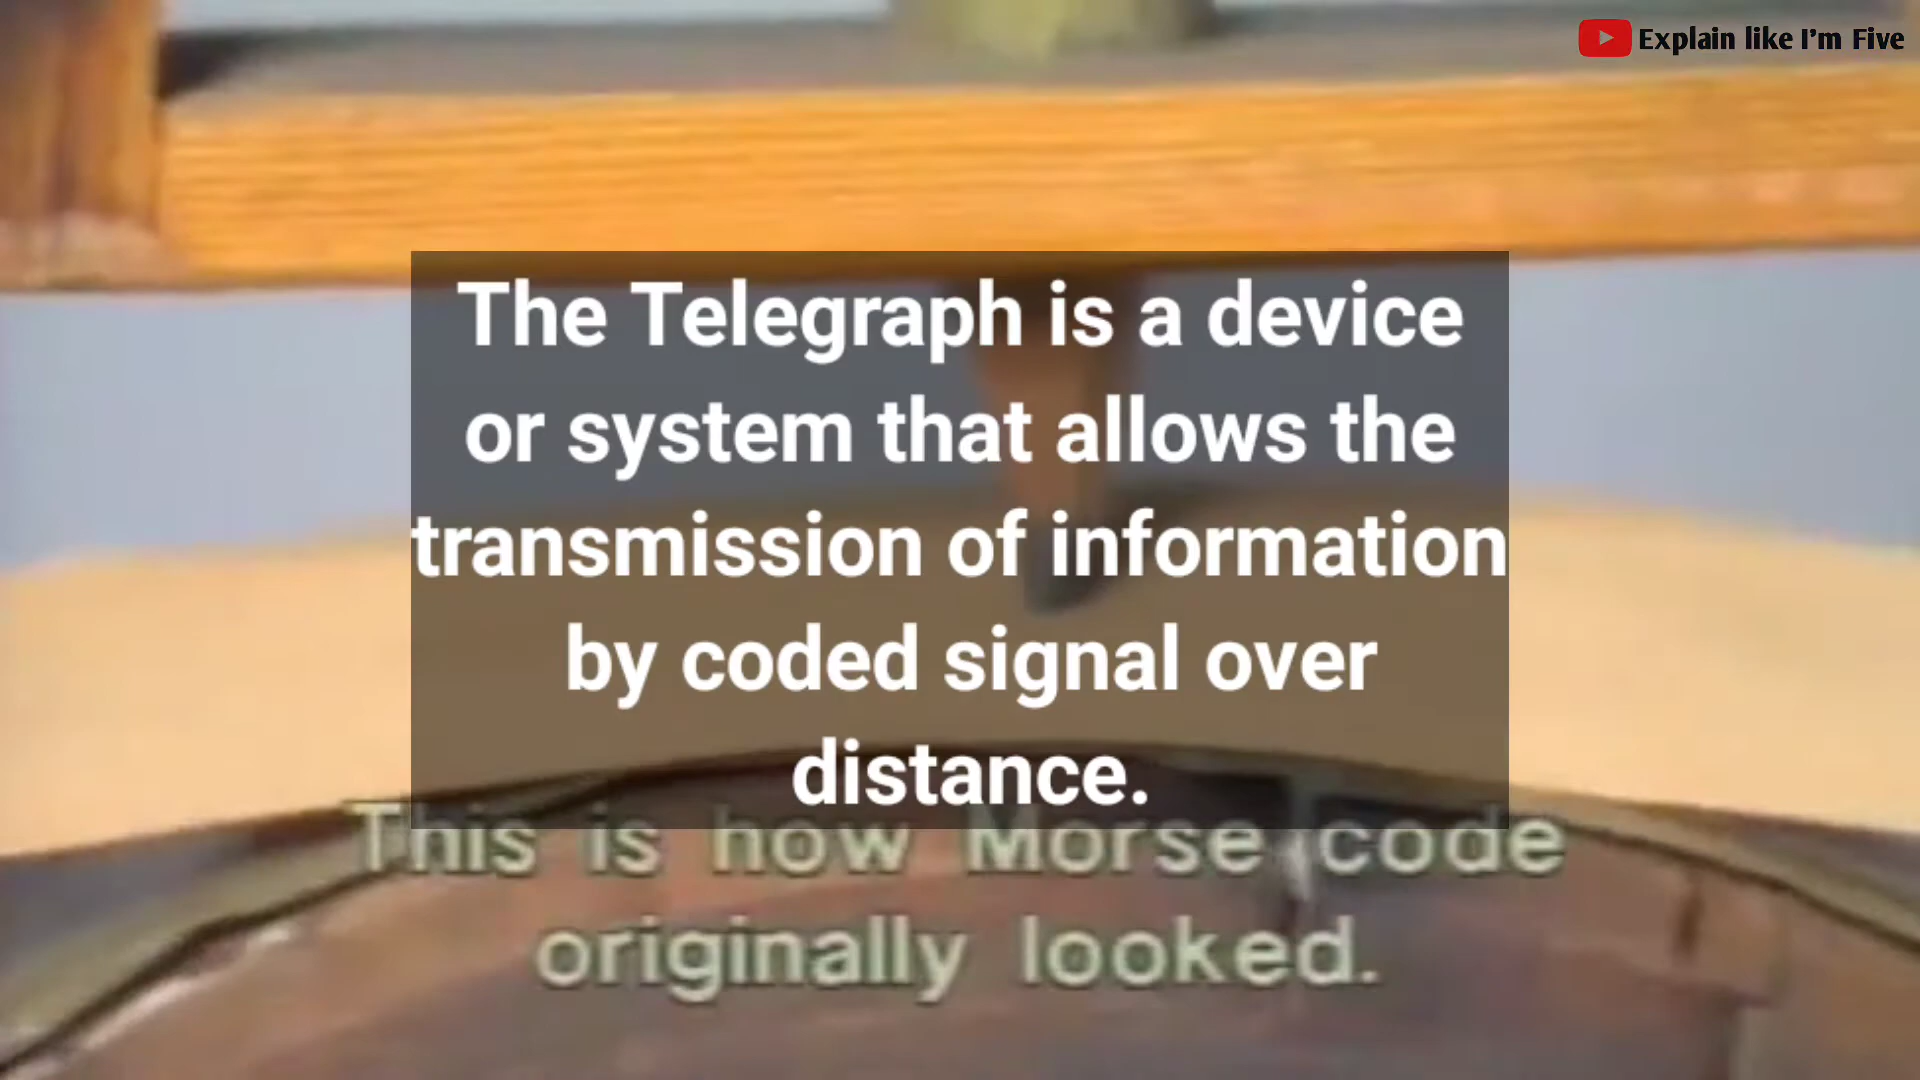 Explain like I'm Five
The Telegraph is a device
or system that allows the
transmission of information
by coded signal over
distance.
This is how Morse code
originally looked.